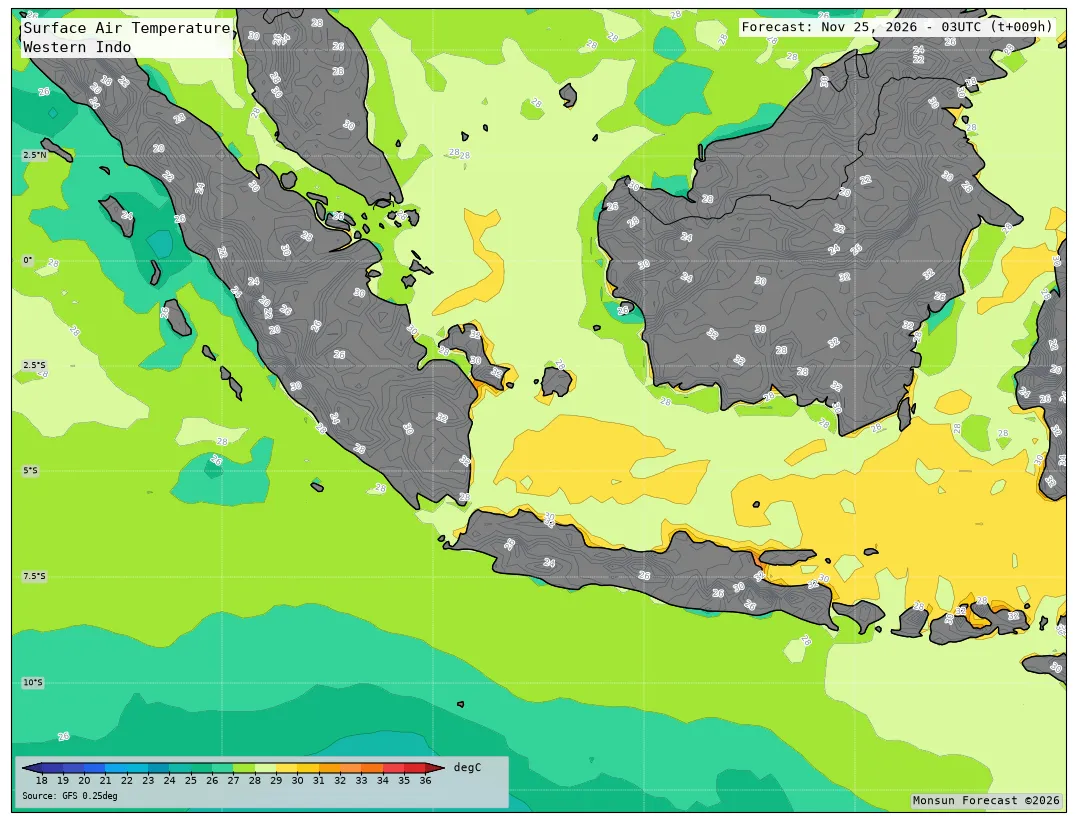 Surface Air Temperature
Western Indo
Forecast: Nov 25, 2026 - 03UTC (t+009h)
2.5°N
0°
2.5°S
5°S
7.5°S
10°S
18 19 20 21 22 23 24 25 26 27 28 29 30 31 32 33 34 35 36 degC
Source: GFS 0.25deg
Monsun Forecast ©2026